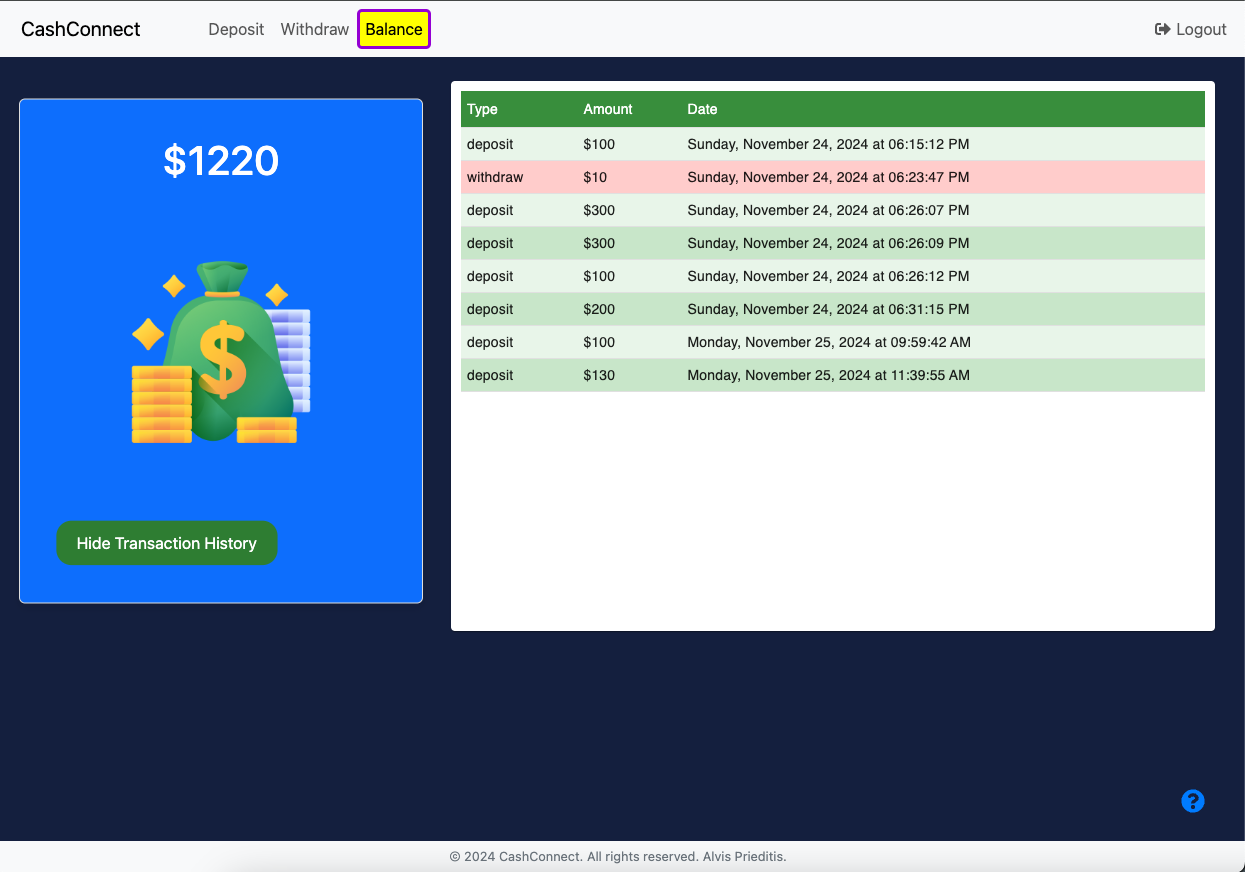 CashConnect Deposit Withdraw Balance Logout
$1220
$
Hide Transaction History
Type Amount Date
deposit $100 Sunday, November 24, 2024 at 06:15:12 PM
withdraw $10 Sunday, November 24, 2024 at 06:23:47 PM
deposit $300 Sunday, November 24, 2024 at 06:26:07 PM
deposit $300 Sunday, November 24, 2024 at 06:26:09 PM
deposit $100 Sunday, November 24, 2024 at 06:26:12 PM
deposit $200 Sunday, November 24, 2024 at 06:31:15 PM
deposit $100 Monday, November 25, 2024 at 09:59:42 AM
deposit $130 Monday, November 25, 2024 at 11:39:55 AM
?
© 2024 CashConnect. All rights reserved. Alvis Prieditis.